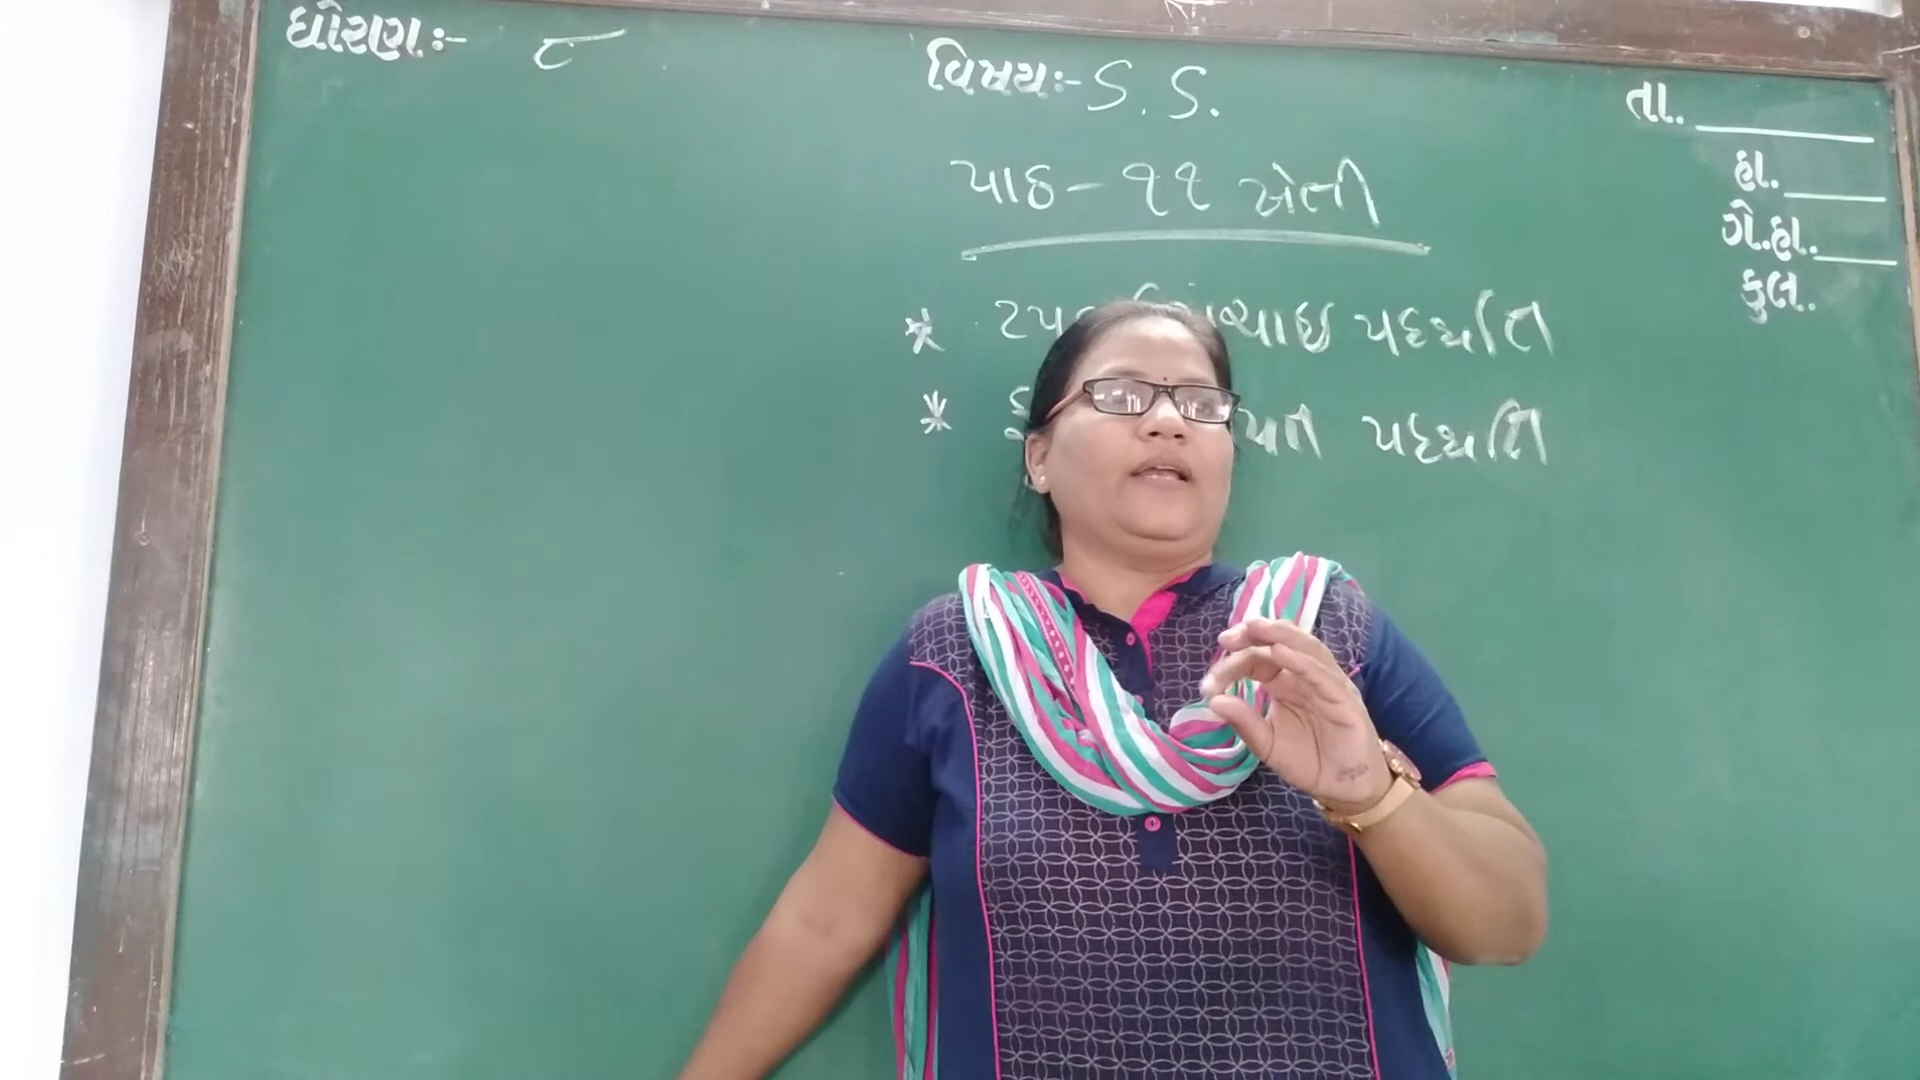 ધોરણ:- ૮
વિષય:- S. S.
તા.
પાઠ - ૧૧ ખેતી
હા.
ગે.હા.
કુલ.
* પદ્ધતિ
* પદ્ધતિ